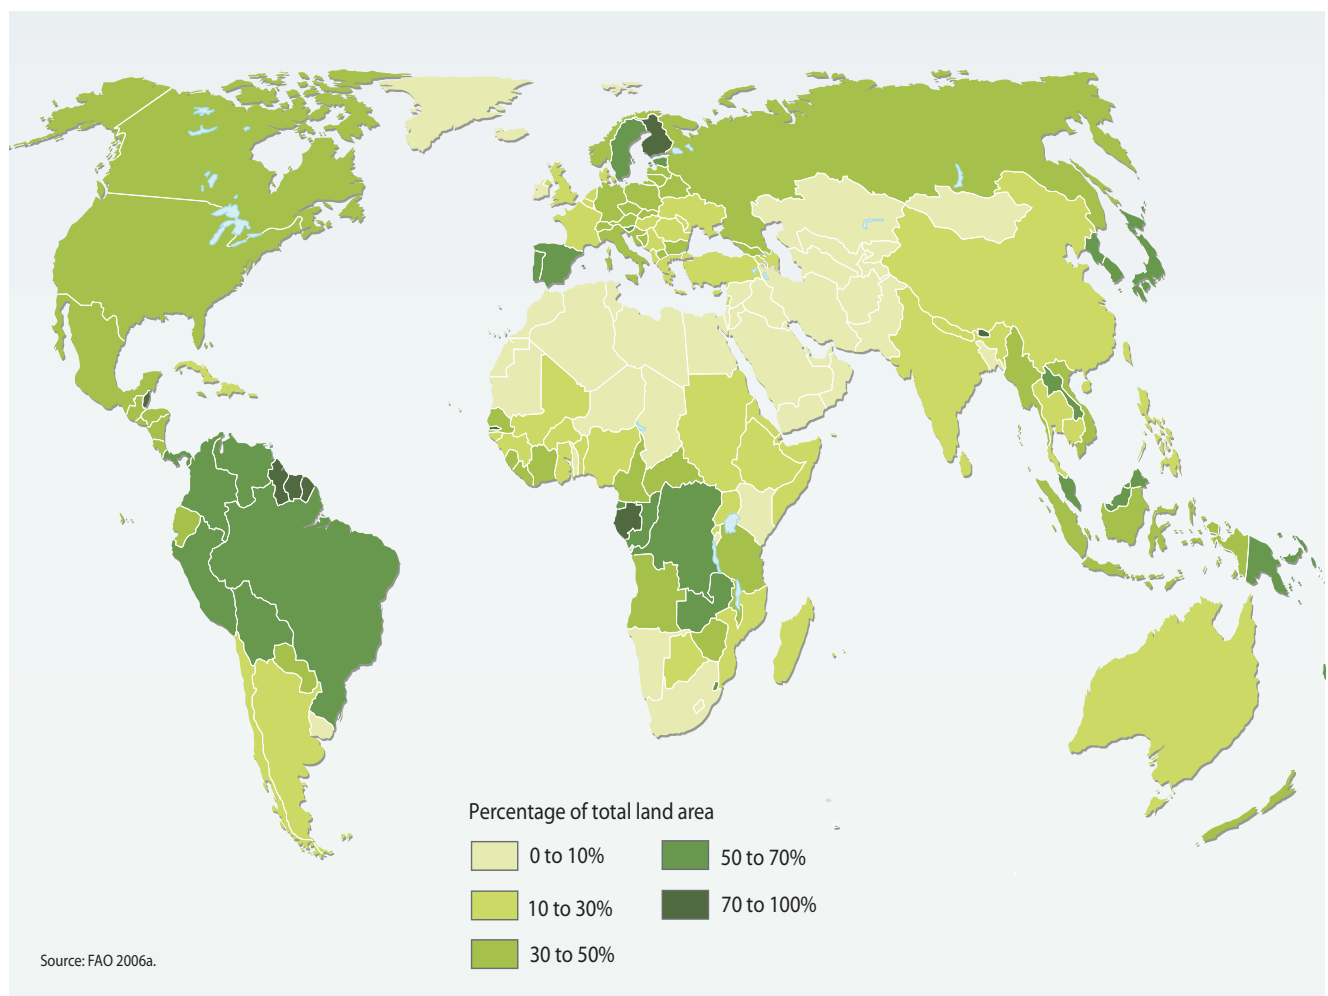 Percentage of total land area
0 to 10%
10 to 30%
30 to 50%
50 to 70%
70 to 100%
Source: FAO 2006a.